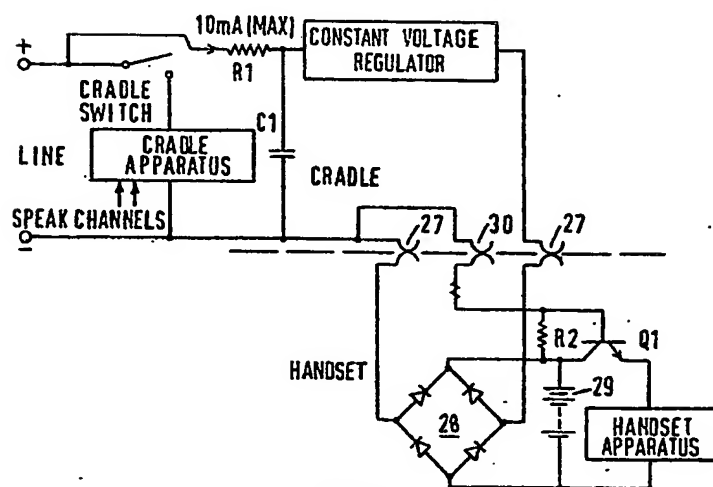 10mA (MAX)
+
R1
CONSTANT VOLTAGE
REGULATOR
CRADLE
SWITCH
C1
LINE
CRADLE
APPARATUS
CRADLE
SPEAK CHANNELS
-
27
30
27
R2
Q1
HANDSET
29
28
HANDSET
APPARATUS